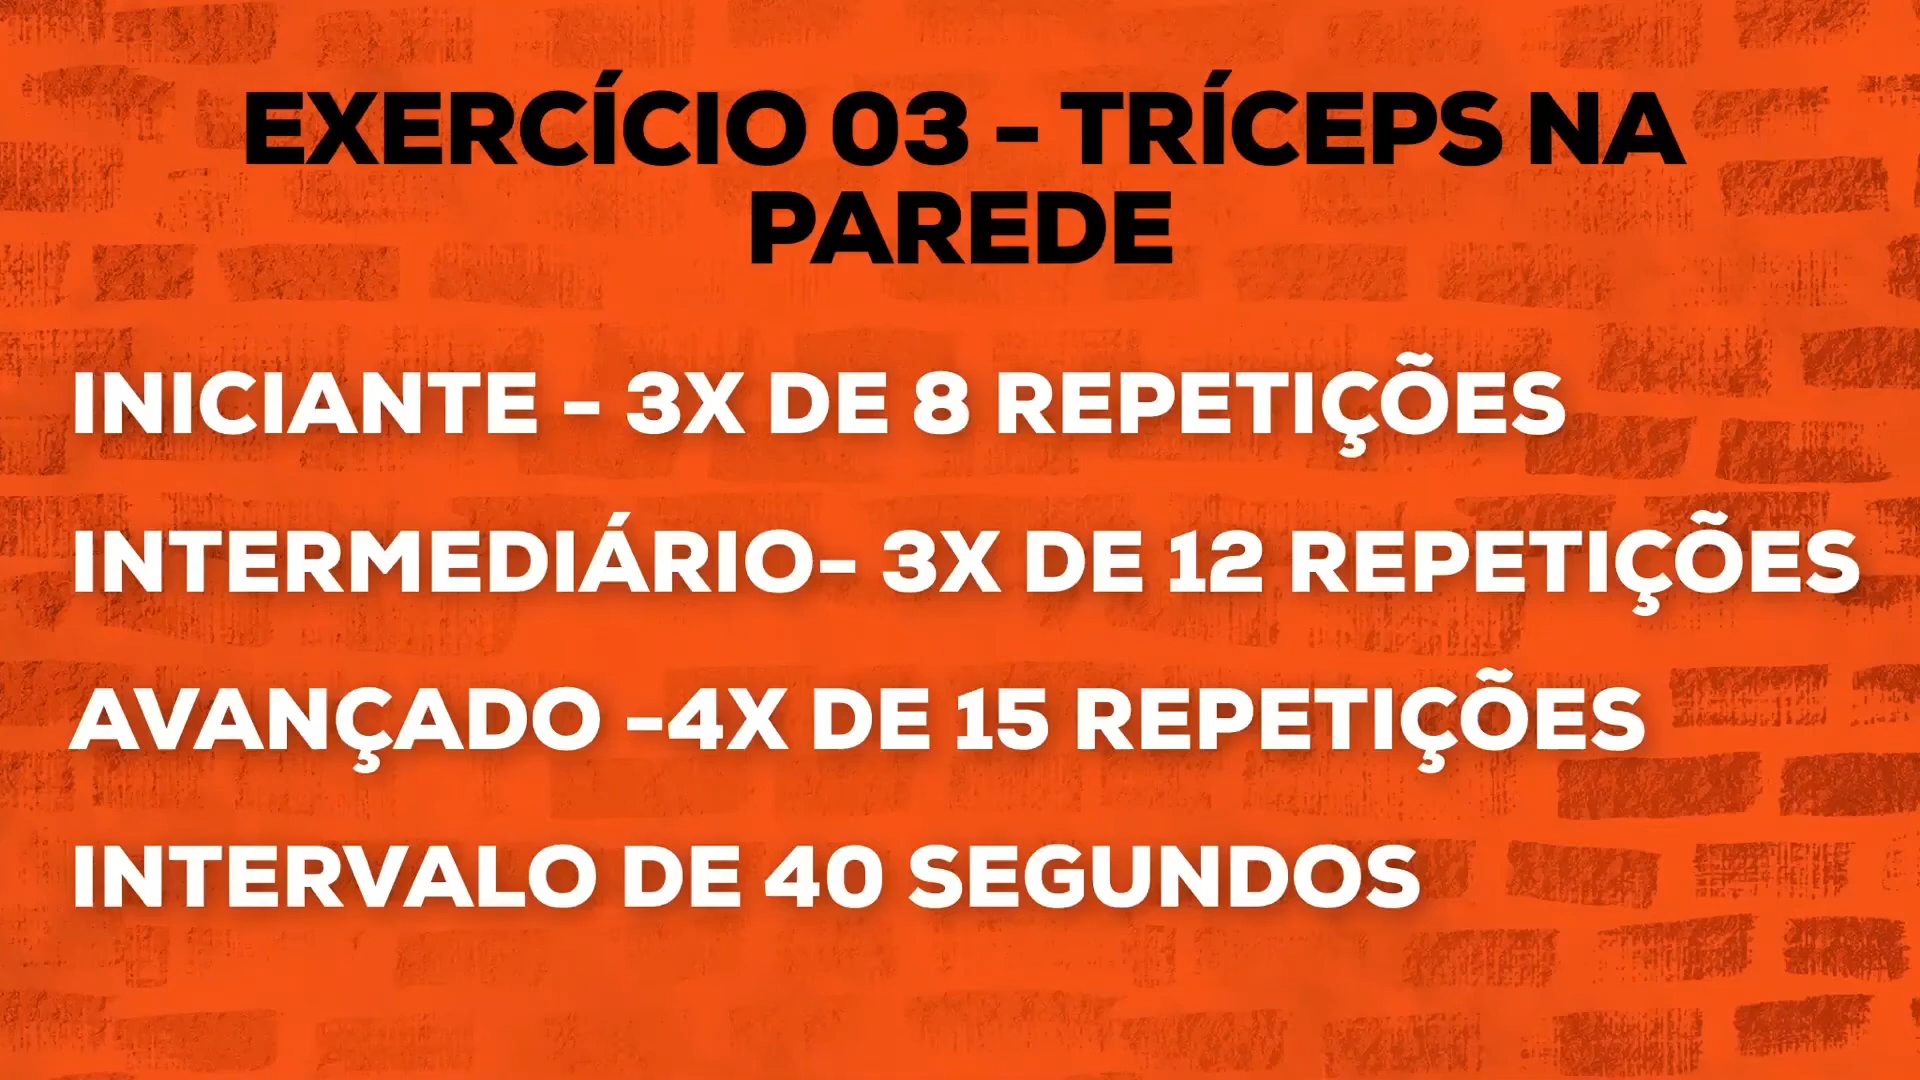 EXERCÍCIO 03 - TRÍCEPS NA
PAREDE
INICIANTE - 3X DE 8 REPETIÇÕES
INTERMEDIÁRIO- 3X DE 12 REPETIÇÕES
AVANÇADO -4X DE 15 REPETIÇÕES
INTERVALO DE 40 SEGUNDOS